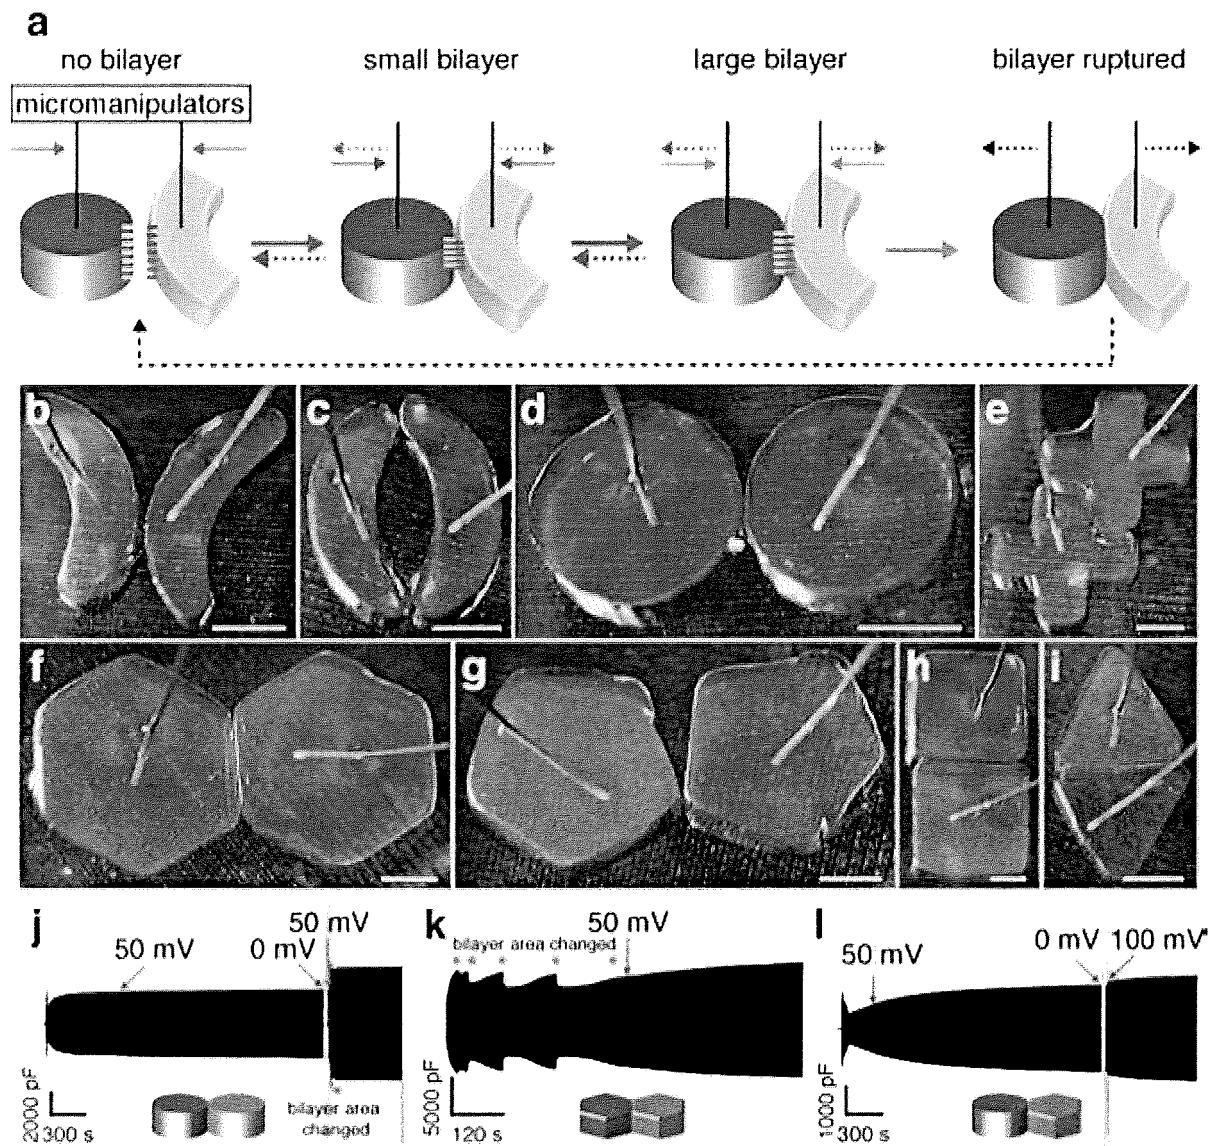 a
no bilayer
small bilayer
large bilayer
bilayer ruptured
micromanipulators
b
c
d
e
f
g
h
i
j
50 mV
0 mV
50 mV
2000 pF
300 s
bilayer area
changed
k
bilayer area changed
50 mV
5000 pF
120 s
l
50 mV
0 mV
100 mV
1000 pF
300 s